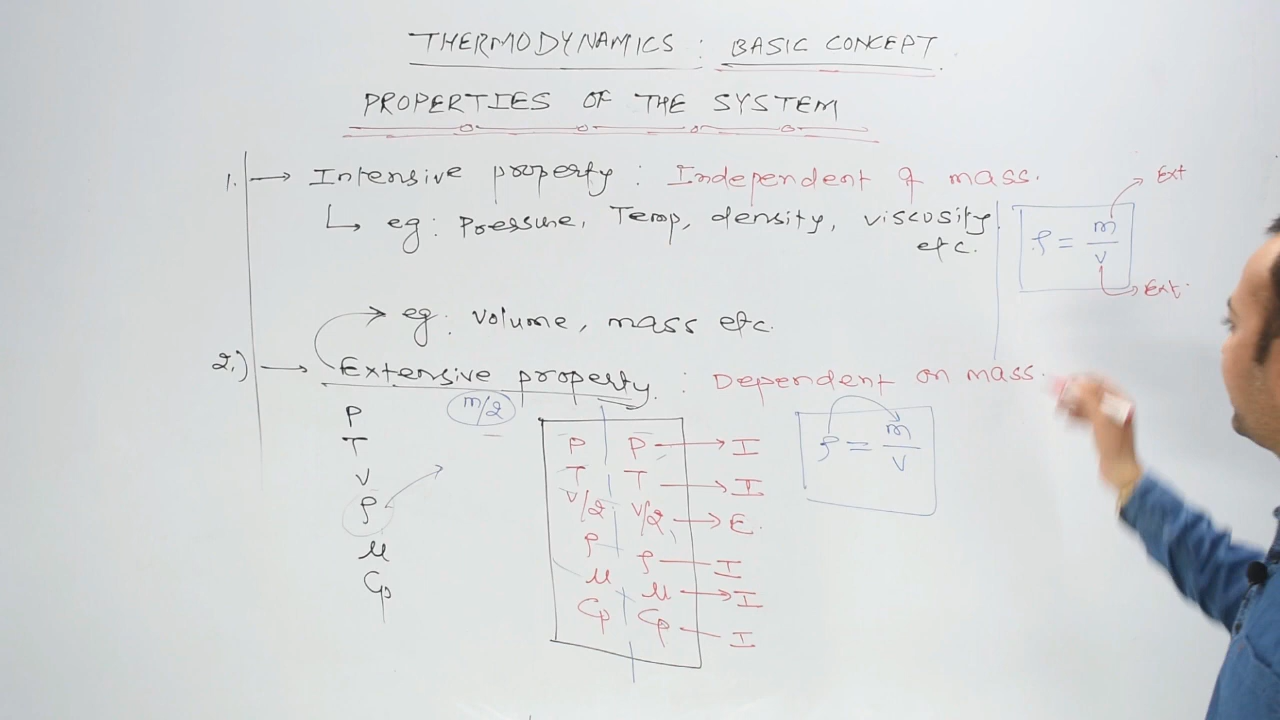 THERMODYNAMICS : BASIC CONCEPT.
PROPERTIES OF THE SYSTEM
1. → Intensive property : Independent of mass.
↳ eg: Pressure, Temp, density, viscosity etc.
ρ = m/v
Ext
Ext.
→ eg: volume, mass etc.
2.) → Extensive property : Dependent on mass.
P
T
V
ρ
μ
Cp
m/2
P P → I
T T → I
V/2 V/2 → E.
ρ ρ → I
μ μ → I
Cp Cp — I
ρ = m/v